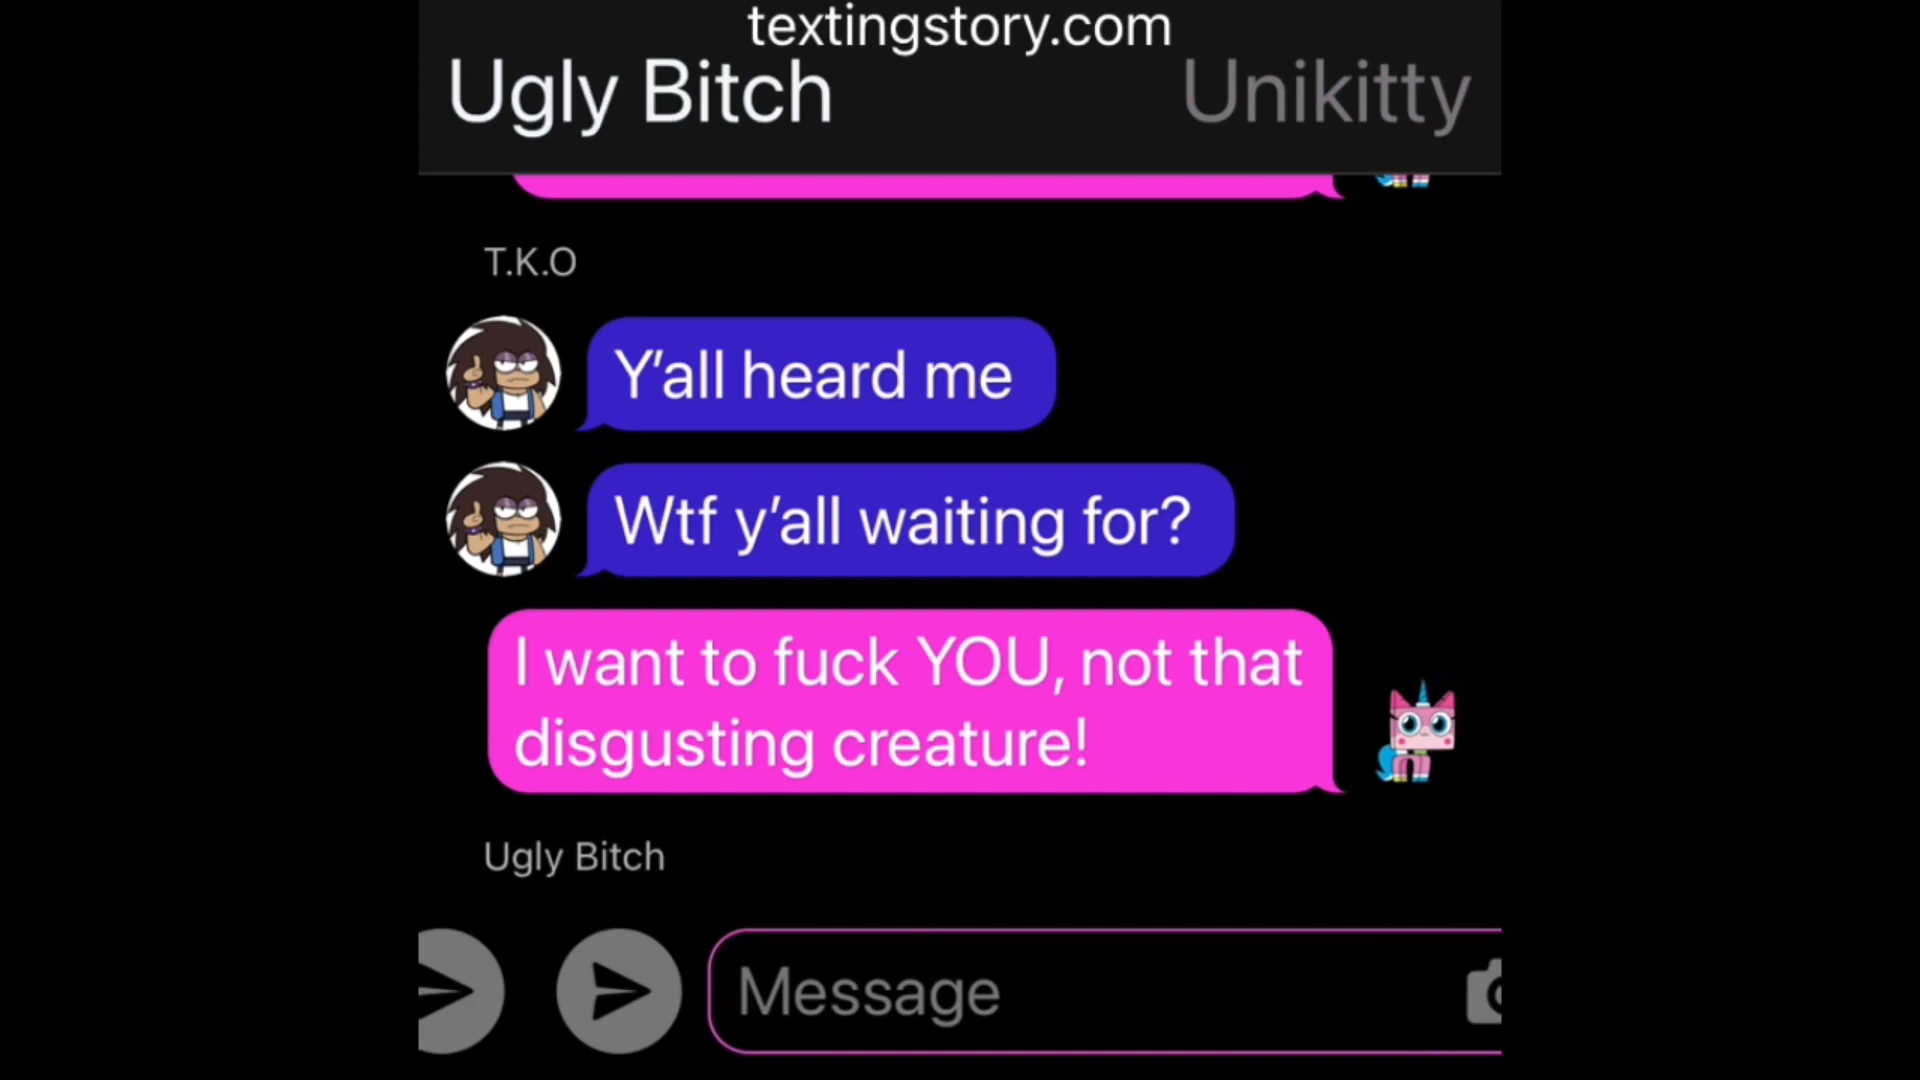 textingstory.com
Ugly Bitch
Unikitty
T.K.O
Y’all heard me
Wtf y’all waiting for?
I want to fuck YOU, not that
disgusting creature!
Ugly Bitch
Message